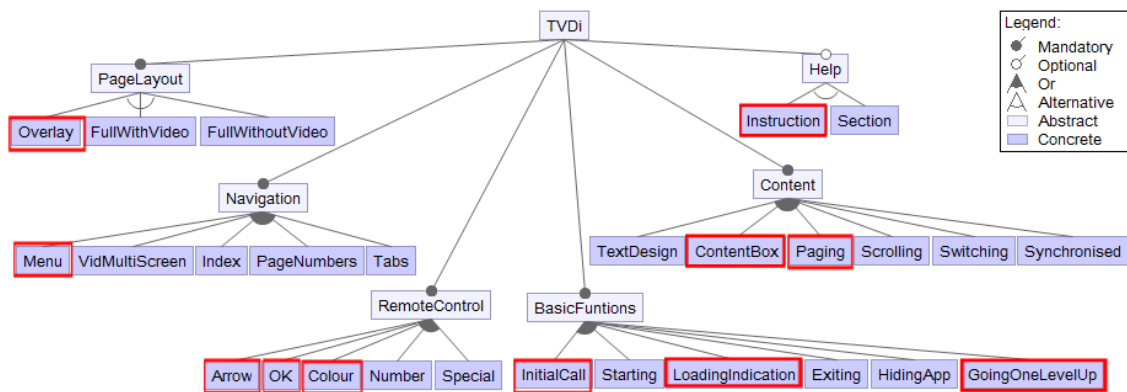 TVDi
Legend:
Mandatory
Optional
Or
Alternative
Abstract
Concrete
PageLayout
Help
Overlay FullWithVideo FullWithoutVideo
Instruction Section
Navigation
Content
Menu VidMultiScreen Index PageNumbers Tabs
TextDesign ContentBox Paging Scrolling Switching Synchronised
RemoteControl
BasicFuntions
Arrow OK Colour Number Special
InitialCall Starting LoadingIndication Exiting HidingApp GoingOneLevelUp